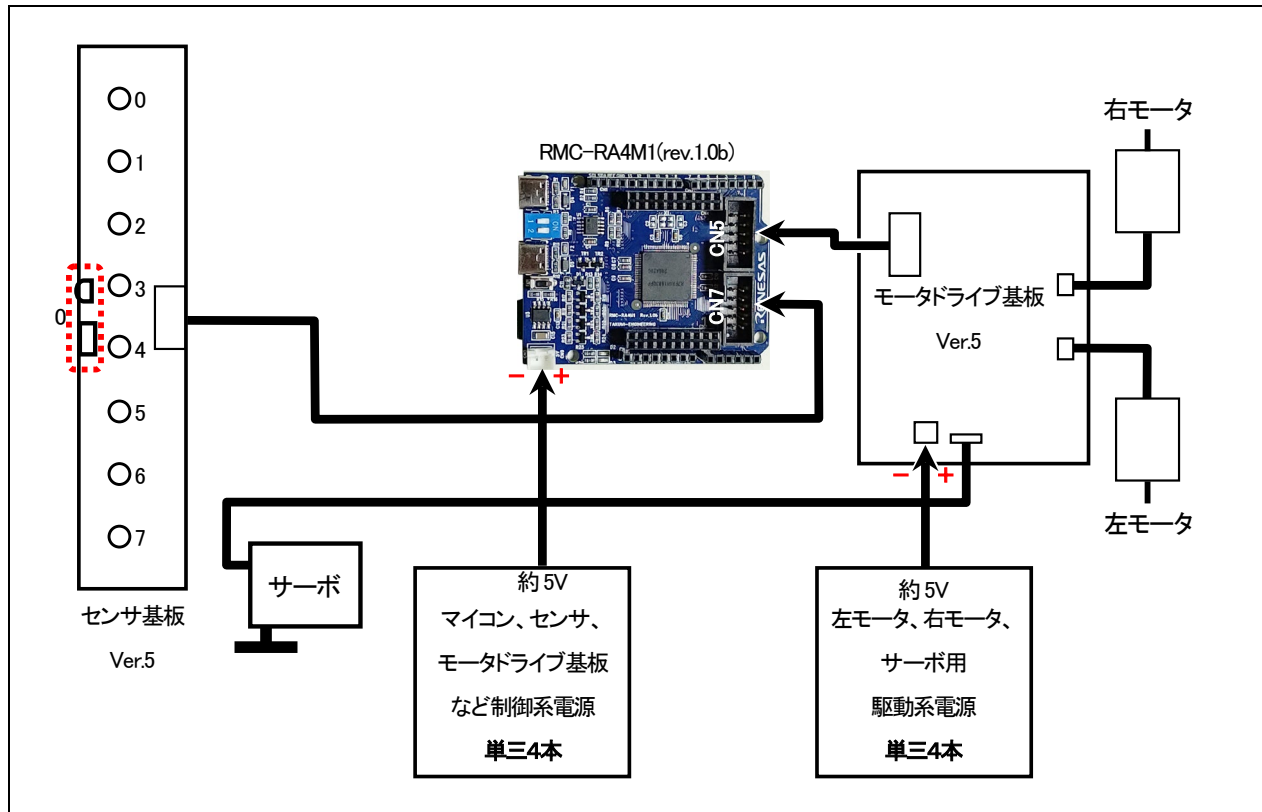 0
1
2
3
0
4
5
6
7
センサ基板
Ver.5
サーボ
RMC-RA4M1(rev.1.0b)
ON
1 2
CN5
CN7
RENESAS
- +
約5V
マイコン、センサ、
モータドライブ基板
など制御系電源
単三4本
モータドライブ基板
Ver.5
- +
約5V
左モータ、右モータ、
サーボ用
駆動系電源
単三4本
右モータ
左モータ